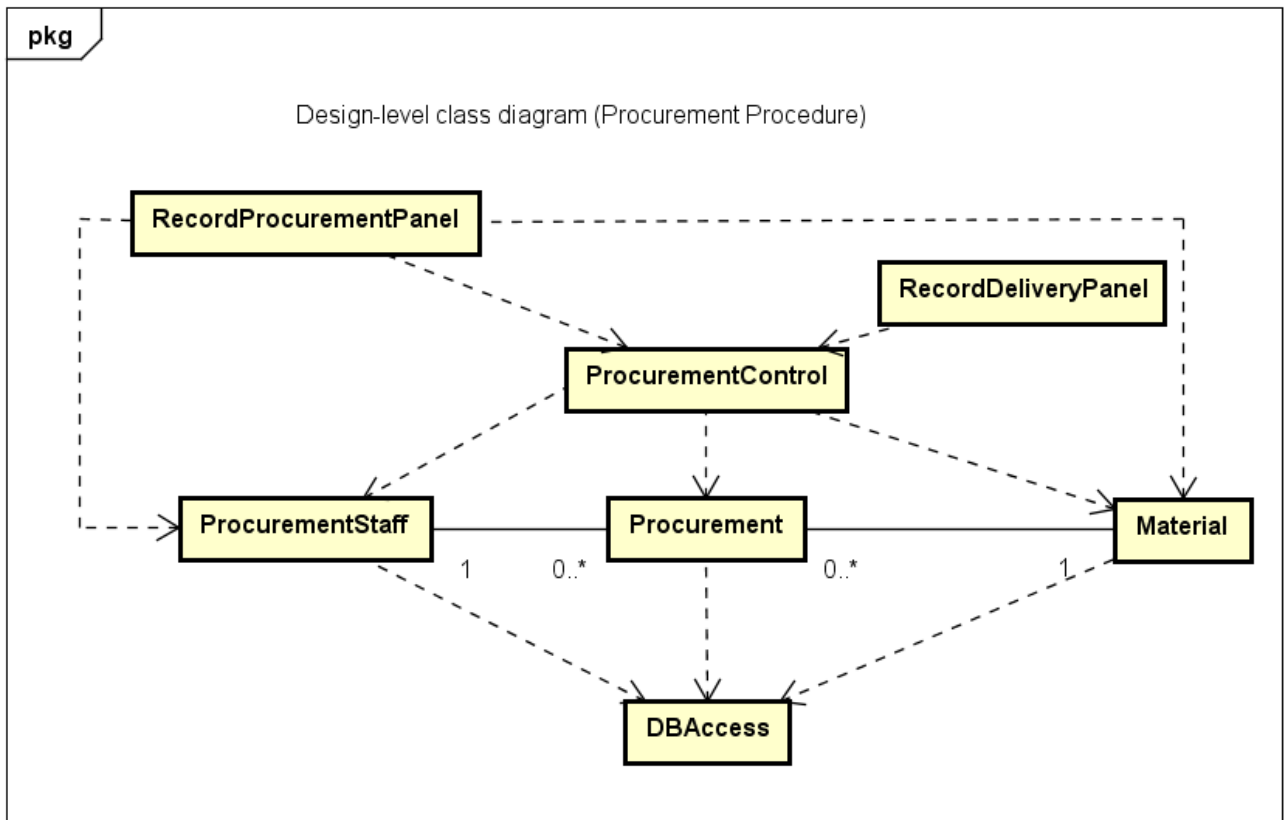 pkg
Design-level class diagram (Procurement Procedure)
RecordProcurementPanel
RecordDeliveryPanel
ProcurementControl
ProcurementStaff
Procurement
Material
1
0..*
0..*
1
DBAccess